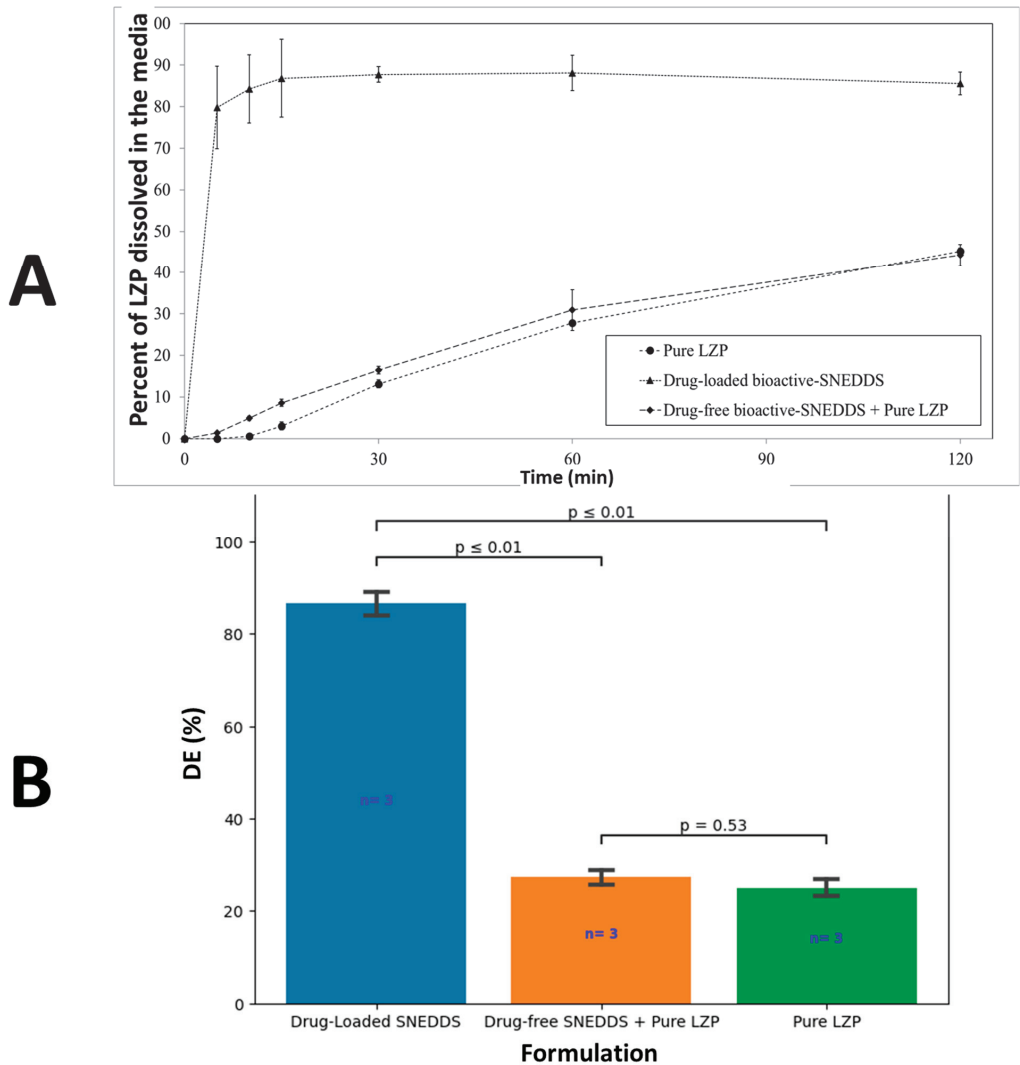 A
Percent of LZP dissolved in the media
00
90
80
70
60
50
40
30
20
10
0
0
30
60
90
120
Time (min)
Pure LZP
Drug-loaded bioactive-SNEDDS
Drug-free bioactive-SNEDDS + Pure LZP
B
DE (%)
100
80
60
40
20
0
p ≤ 0.01
p ≤ 0.01
p = 0.53
n= 3
n= 3
n= 3
Drug-Loaded SNEDDS
Drug-free SNEDDS + Pure LZP
Pure LZP
Formulation